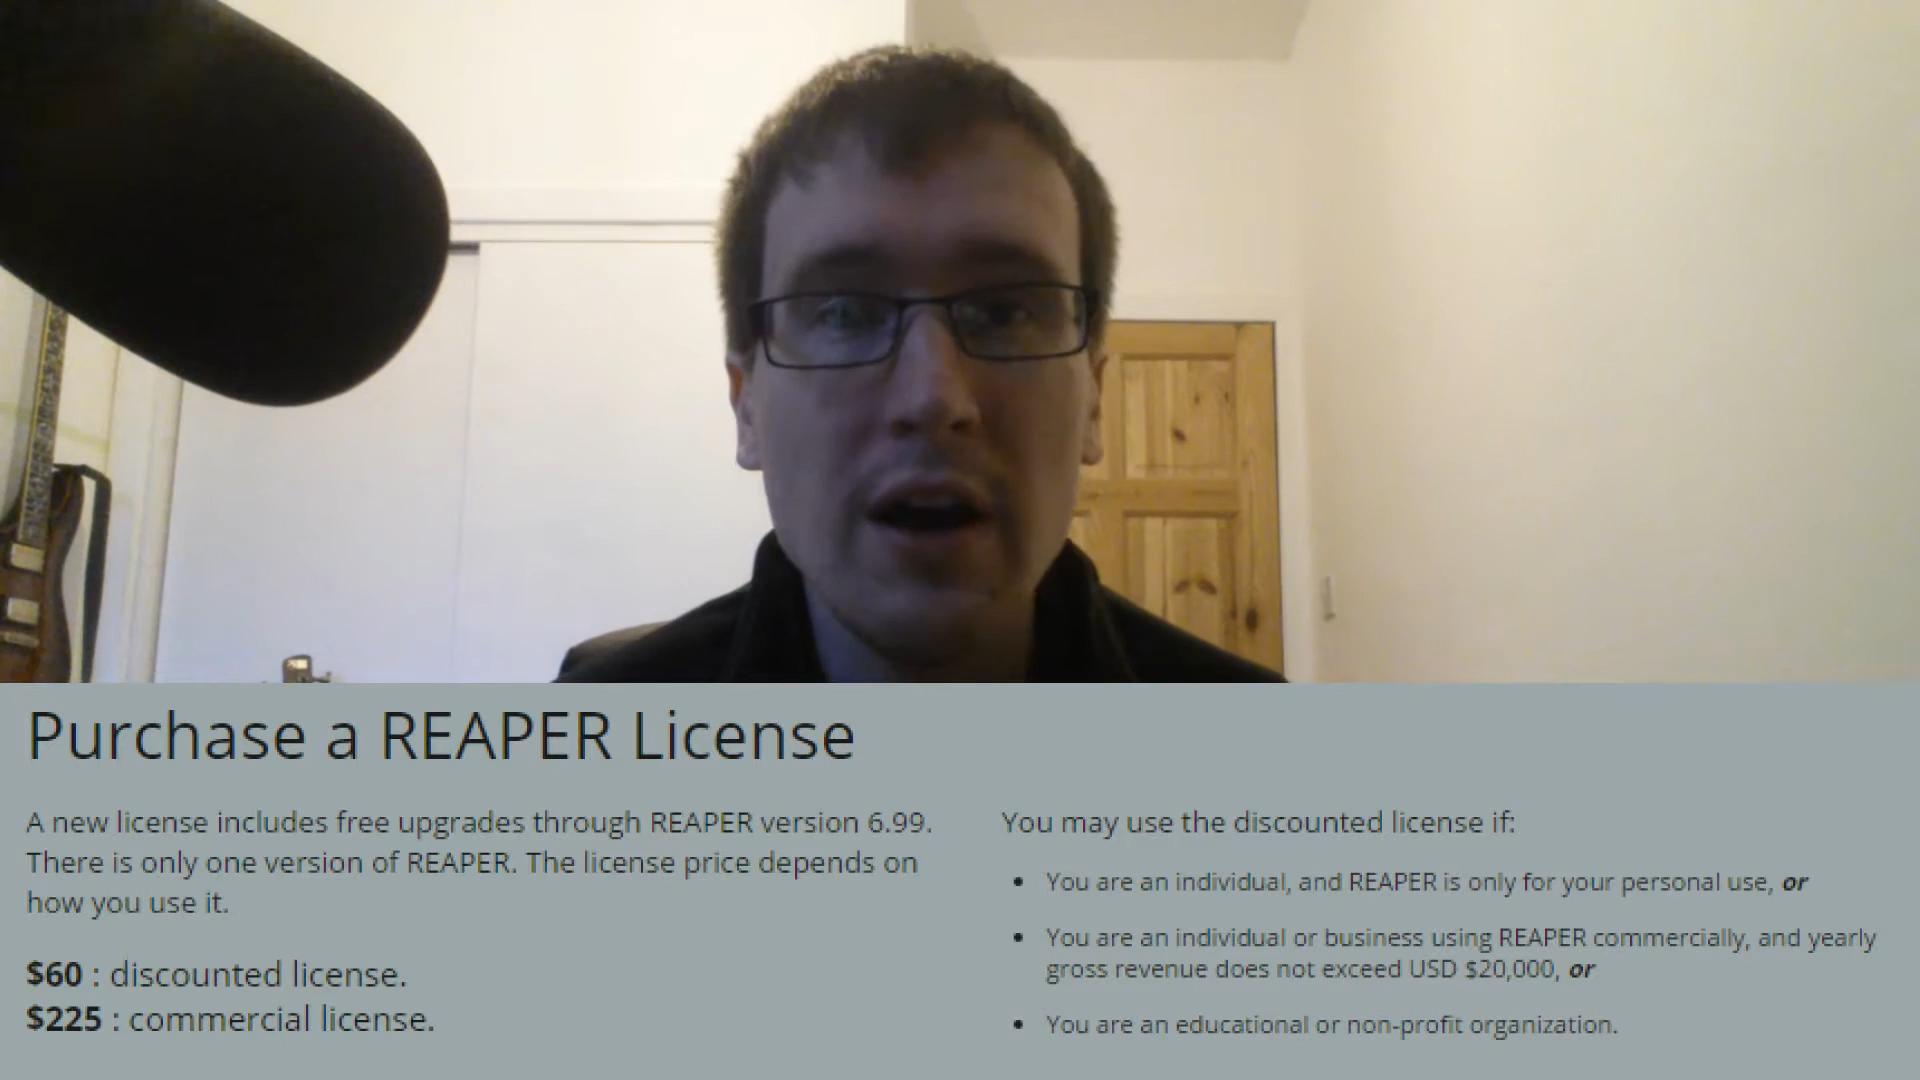 Purchase a REAPER License
A new license includes free upgrades through REAPER version 6.99.
There is only one version of REAPER. The license price depends on
how you use it.
$60 : discounted license.
$225 : commercial license.
You may use the discounted license if:
• You are an individual, and REAPER is only for your personal use, or
• You are an individual or business using REAPER commercially, and yearly
gross revenue does not exceed USD $20,000, or
• You are an educational or non-profit organization.